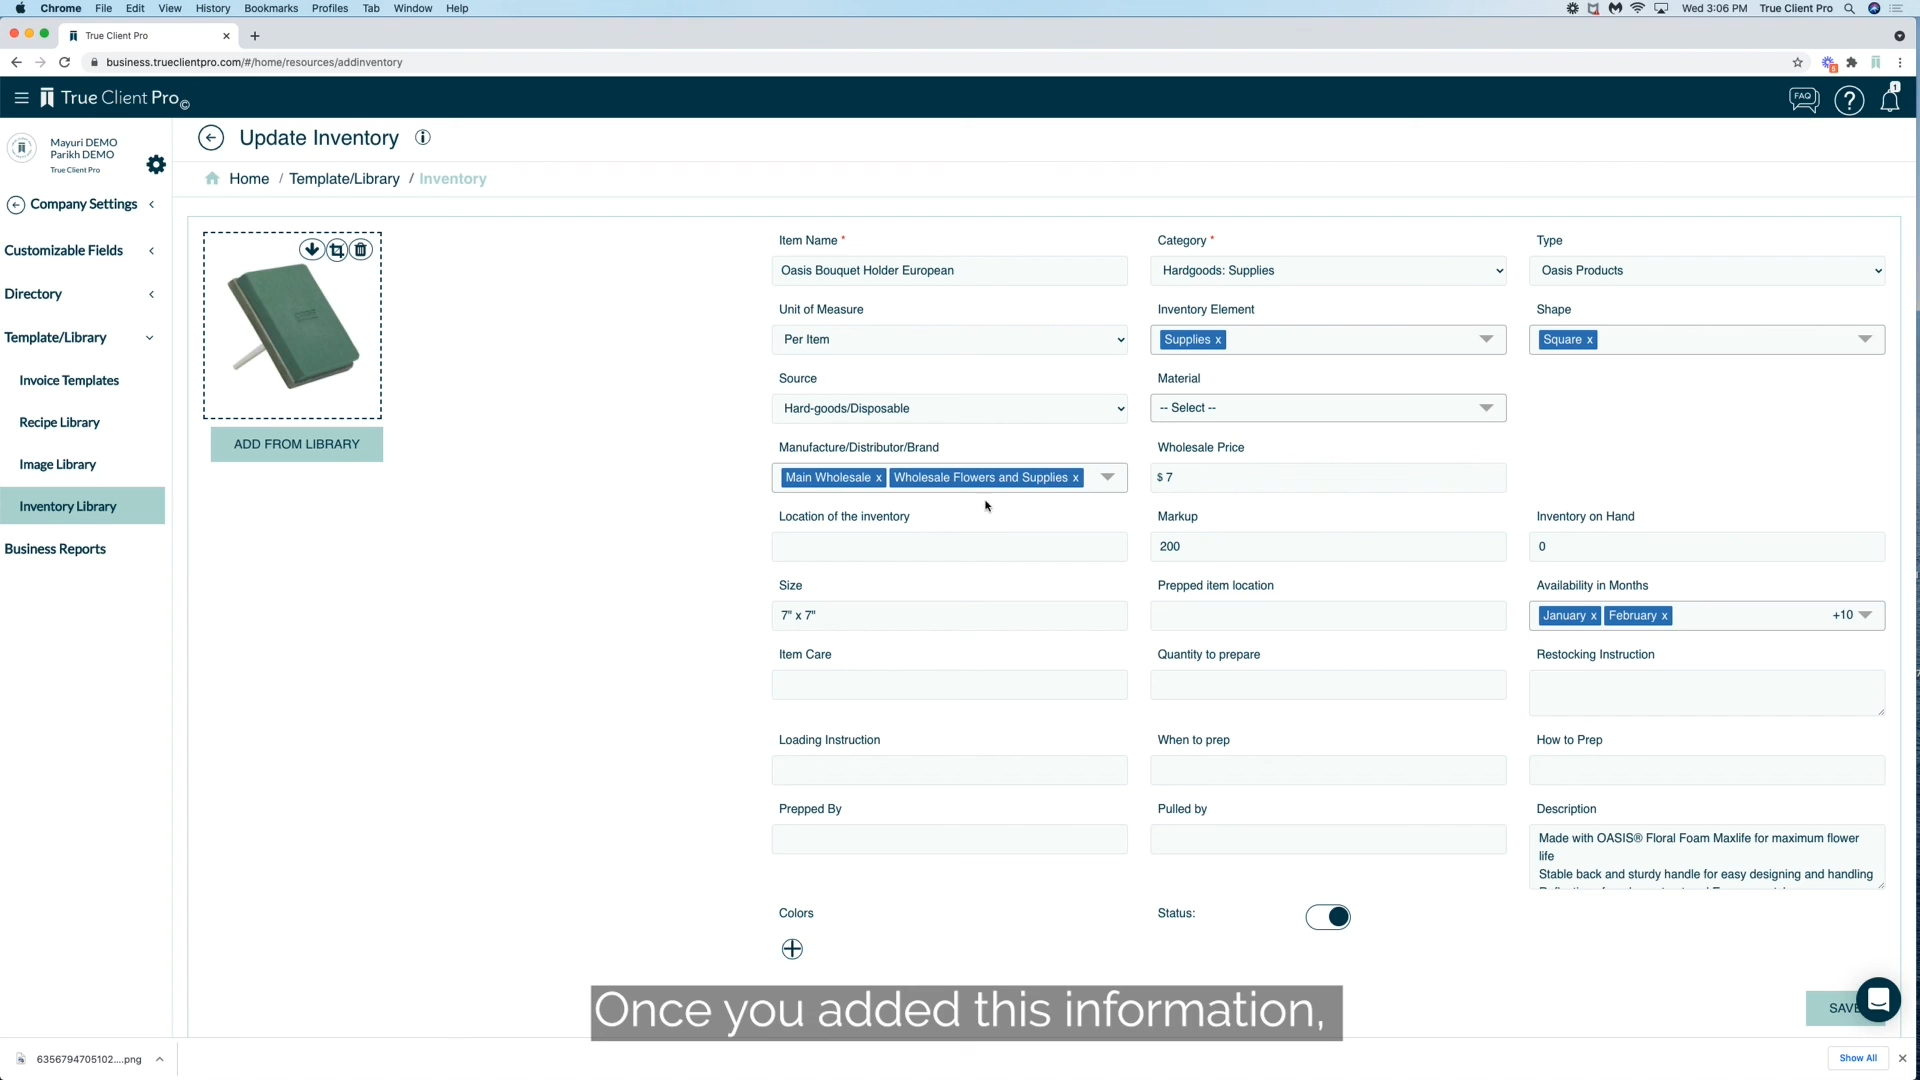 Chrome File Edit View History Bookmarks Profiles Tab Window Help Wed 3:06 PM True Client Pro
True Client Pro
business.trueclientpro.com/#/home/resources/addinventory
True Client Pro© FAQ ? 1
Mayuri DEMO
Parikh DEMO
True Client Pro
Company Settings
Customizable Fields
Directory
Template/Library
Invoice Templates
Recipe Library
Image Library
Inventory Library
Business Reports
Update Inventory
Home / Template/Library / Inventory
ADD FROM LIBRARY
Item Name * Category * Type
Oasis Bouquet Holder European Hardgoods: Supplies Oasis Products
Unit of Measure Inventory Element Shape
Per Item Supplies x Square x
Source Material
Hard-goods/Disposable -- Select --
Manufacture/Distributor/Brand Wholesale Price
Main Wholesale x Wholesale Flowers and Supplies x $ 7
Location of the inventory Markup Inventory on Hand
200 0
Size Prepped item location Availability in Months
7" x 7" January x February x +10
Item Care Quantity to prepare Restocking Instruction
Loading Instruction When to prep How to Prep
Prepped By Pulled by Description
Made with OASIS® Floral Foam Maxlife for maximum flower
life
Stable back and sturdy handle for easy designing and handling
Colors Status:
SAVE
Once you added this information,
6356794705102....png Show All